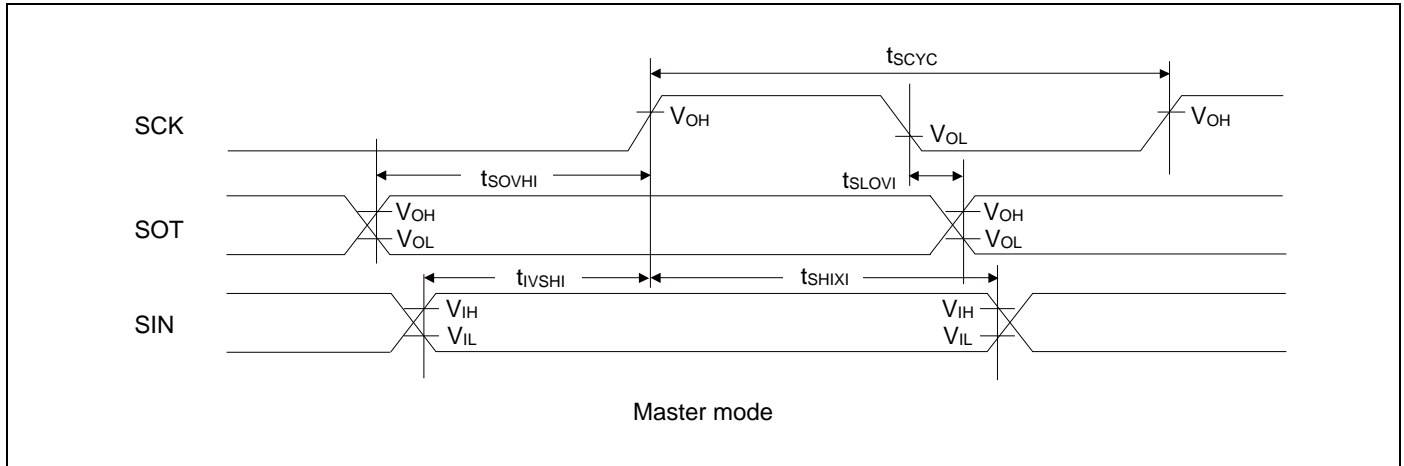 tSCYC
SCK
VOH
VOL
VOH
tSOVHI
tSLOVI
SOT
VOH
VOL
VOH
VOL
tIVSHI
tSHIXI
SIN
VIH
VIL
VIH
VIL
Master mode